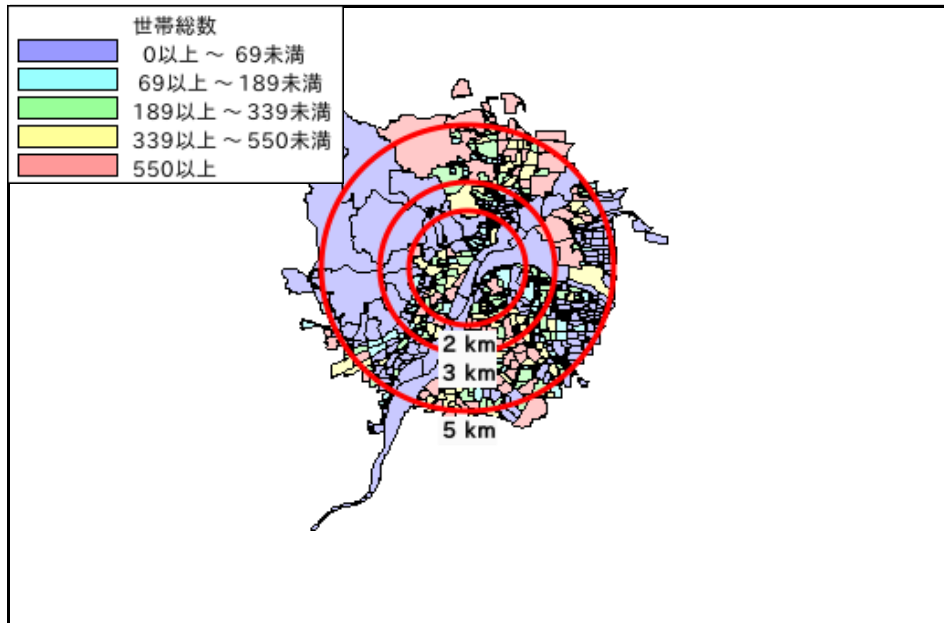 世帯総数
0以上 ~ 69未満
69以上 ~ 189未満
189以上 ~ 339未満
339以上 ~ 550未満
550以上
2 km
3 km
5 km